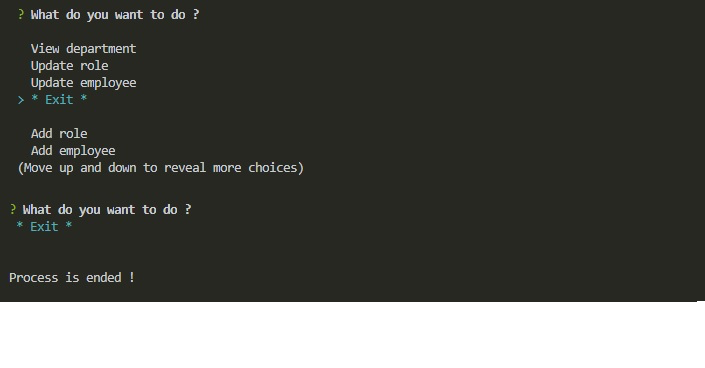 ? What do you want to do ?
View department
Update role
Update employee
> * Exit *
Add role
Add employee
(Move up and down to reveal more choices)
? What do you want to do ?
* Exit *
Process is ended !